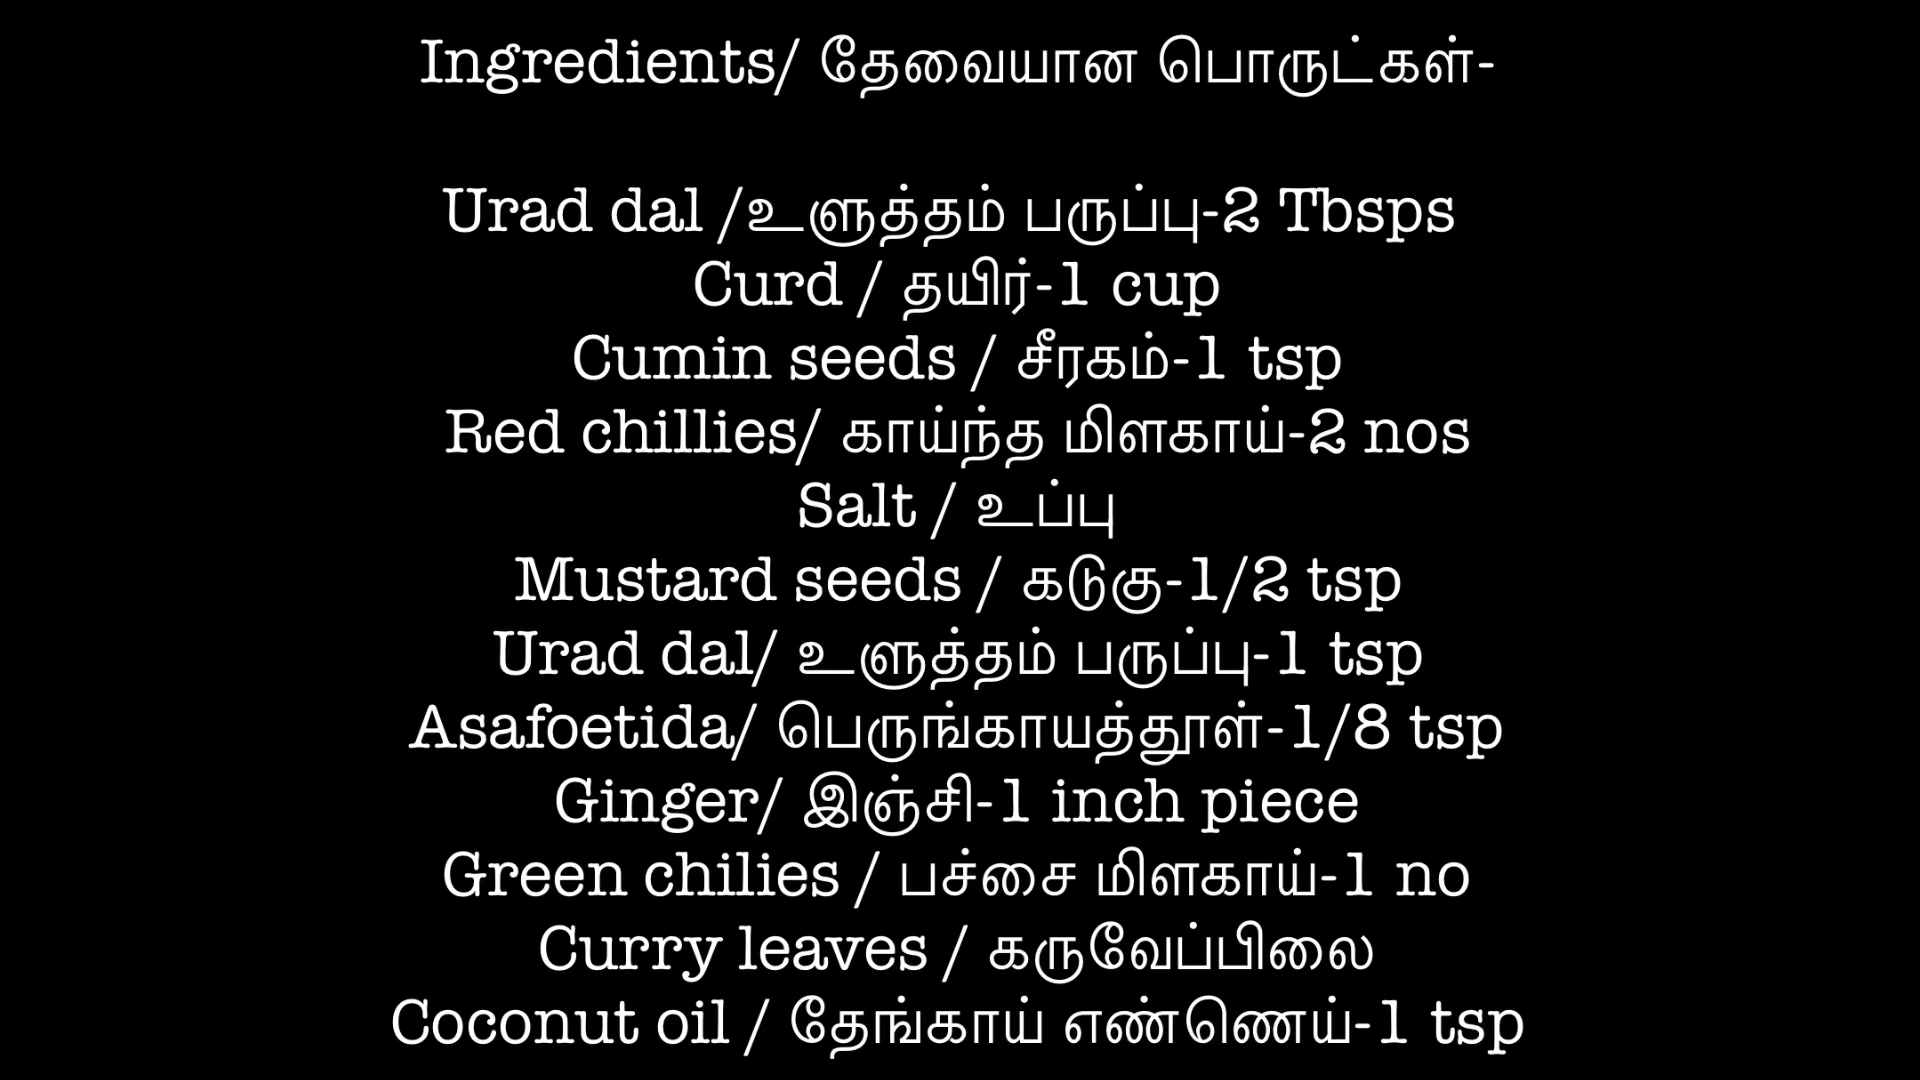 Ingredients/ தேவையான பொருட்கள்-
Urad dal /உளுத்தம் பருப்பு-2 Tbsps
Curd / தயிர்-1 cup
Cumin seeds / சீரகம்-1 tsp
Red chillies/ காய்ந்த மிளகாய்-2 nos
Salt / உப்பு
Mustard seeds / கடுகு-1/2 tsp
Urad dal/ உளுத்தம் பருப்பு-1 tsp
Asafoetida/ பெருங்காயத்தூள்-1/8 tsp
Ginger/ இஞ்சி-1 inch piece
Green chilies / பச்சை மிளகாய்-1 no
Curry leaves / கருவேப்பிலை
Coconut oil / தேங்காய் எண்ணெய்-1 tsp